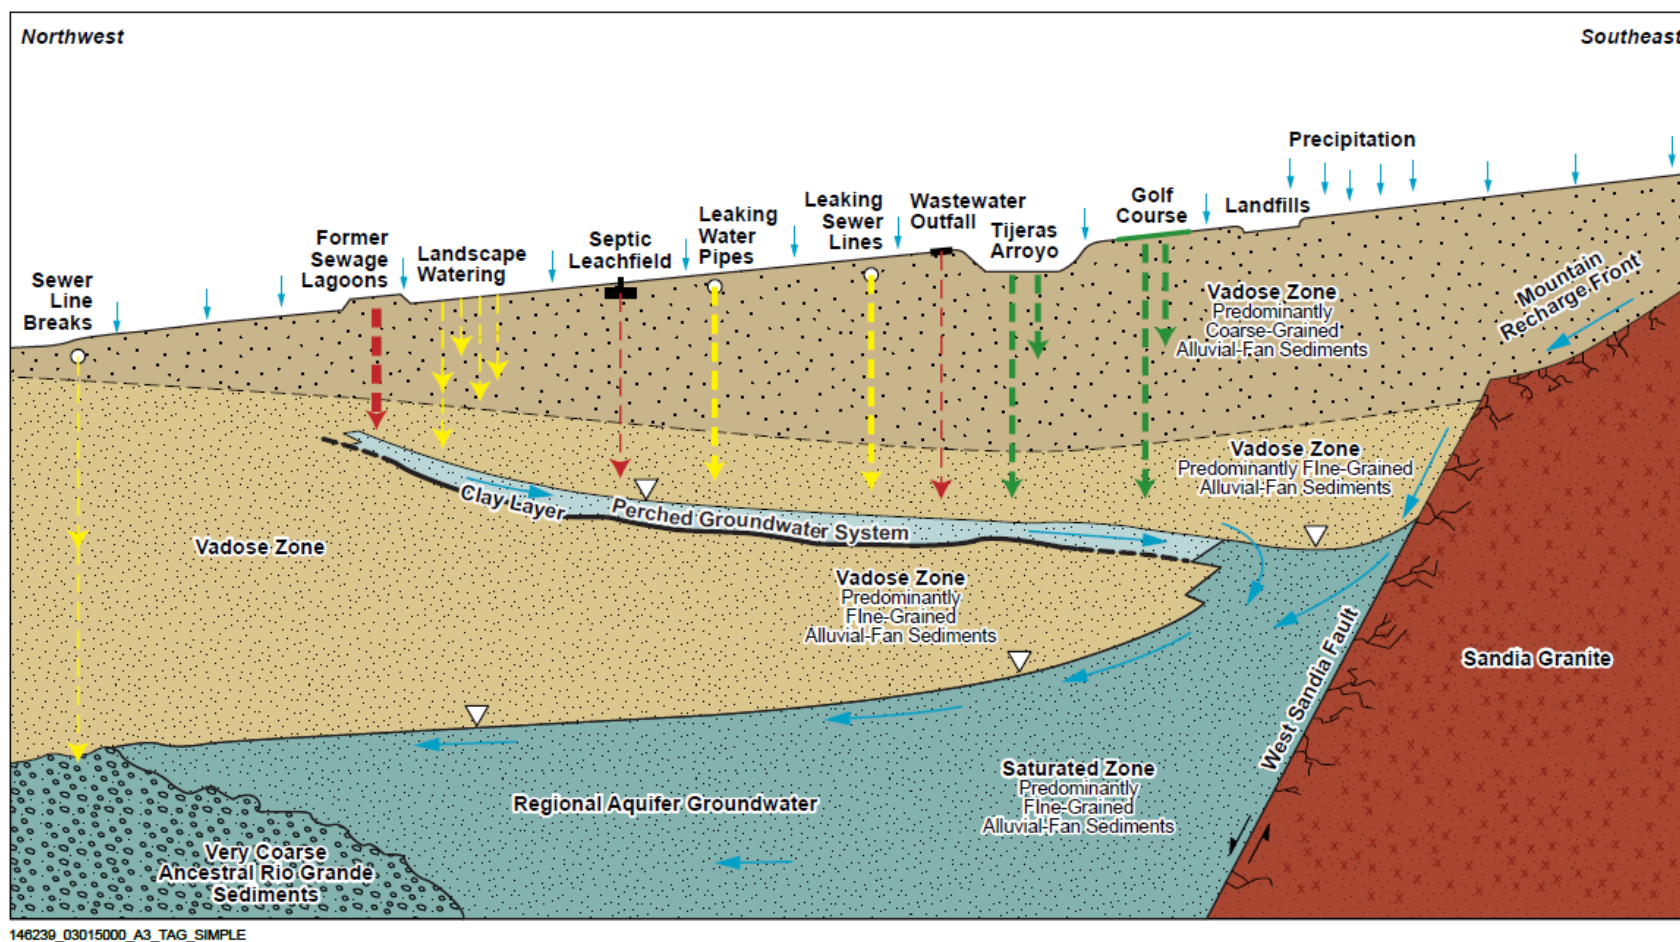 Northwest
Southeast
Precipitation
Sewer
Line
Breaks
Former
Sewage
Lagoons
Landscape
Watering
Septic
Leachfield
Leaking
Water
Pipes
Leaking
Sewer
Lines
Wastewater
Outfall
Tijeras
Arroyo
Golf
Course
Landfills
Mountain
Recharge Front
Vadose Zone
Predominantly
Coarse-Grained
Alluvial-Fan Sediments
Vadose Zone
Predominantly FIne-Grained
Alluvial-Fan Sediments
Clay Layer
Perched Groundwater System
Vadose Zone
Vadose Zone
Predominantly
FIne-Grained
Alluvial-Fan Sediments
West Sandia Fault
Sandia Granite
Saturated Zone
Predominantly
FIne-Grained
Alluvial-Fan Sediments
Regional Aquifer Groundwater
Very Coarse
Ancestral Rio Grande
Sediments
146239_03015000_A3_TAG_SIMPLE